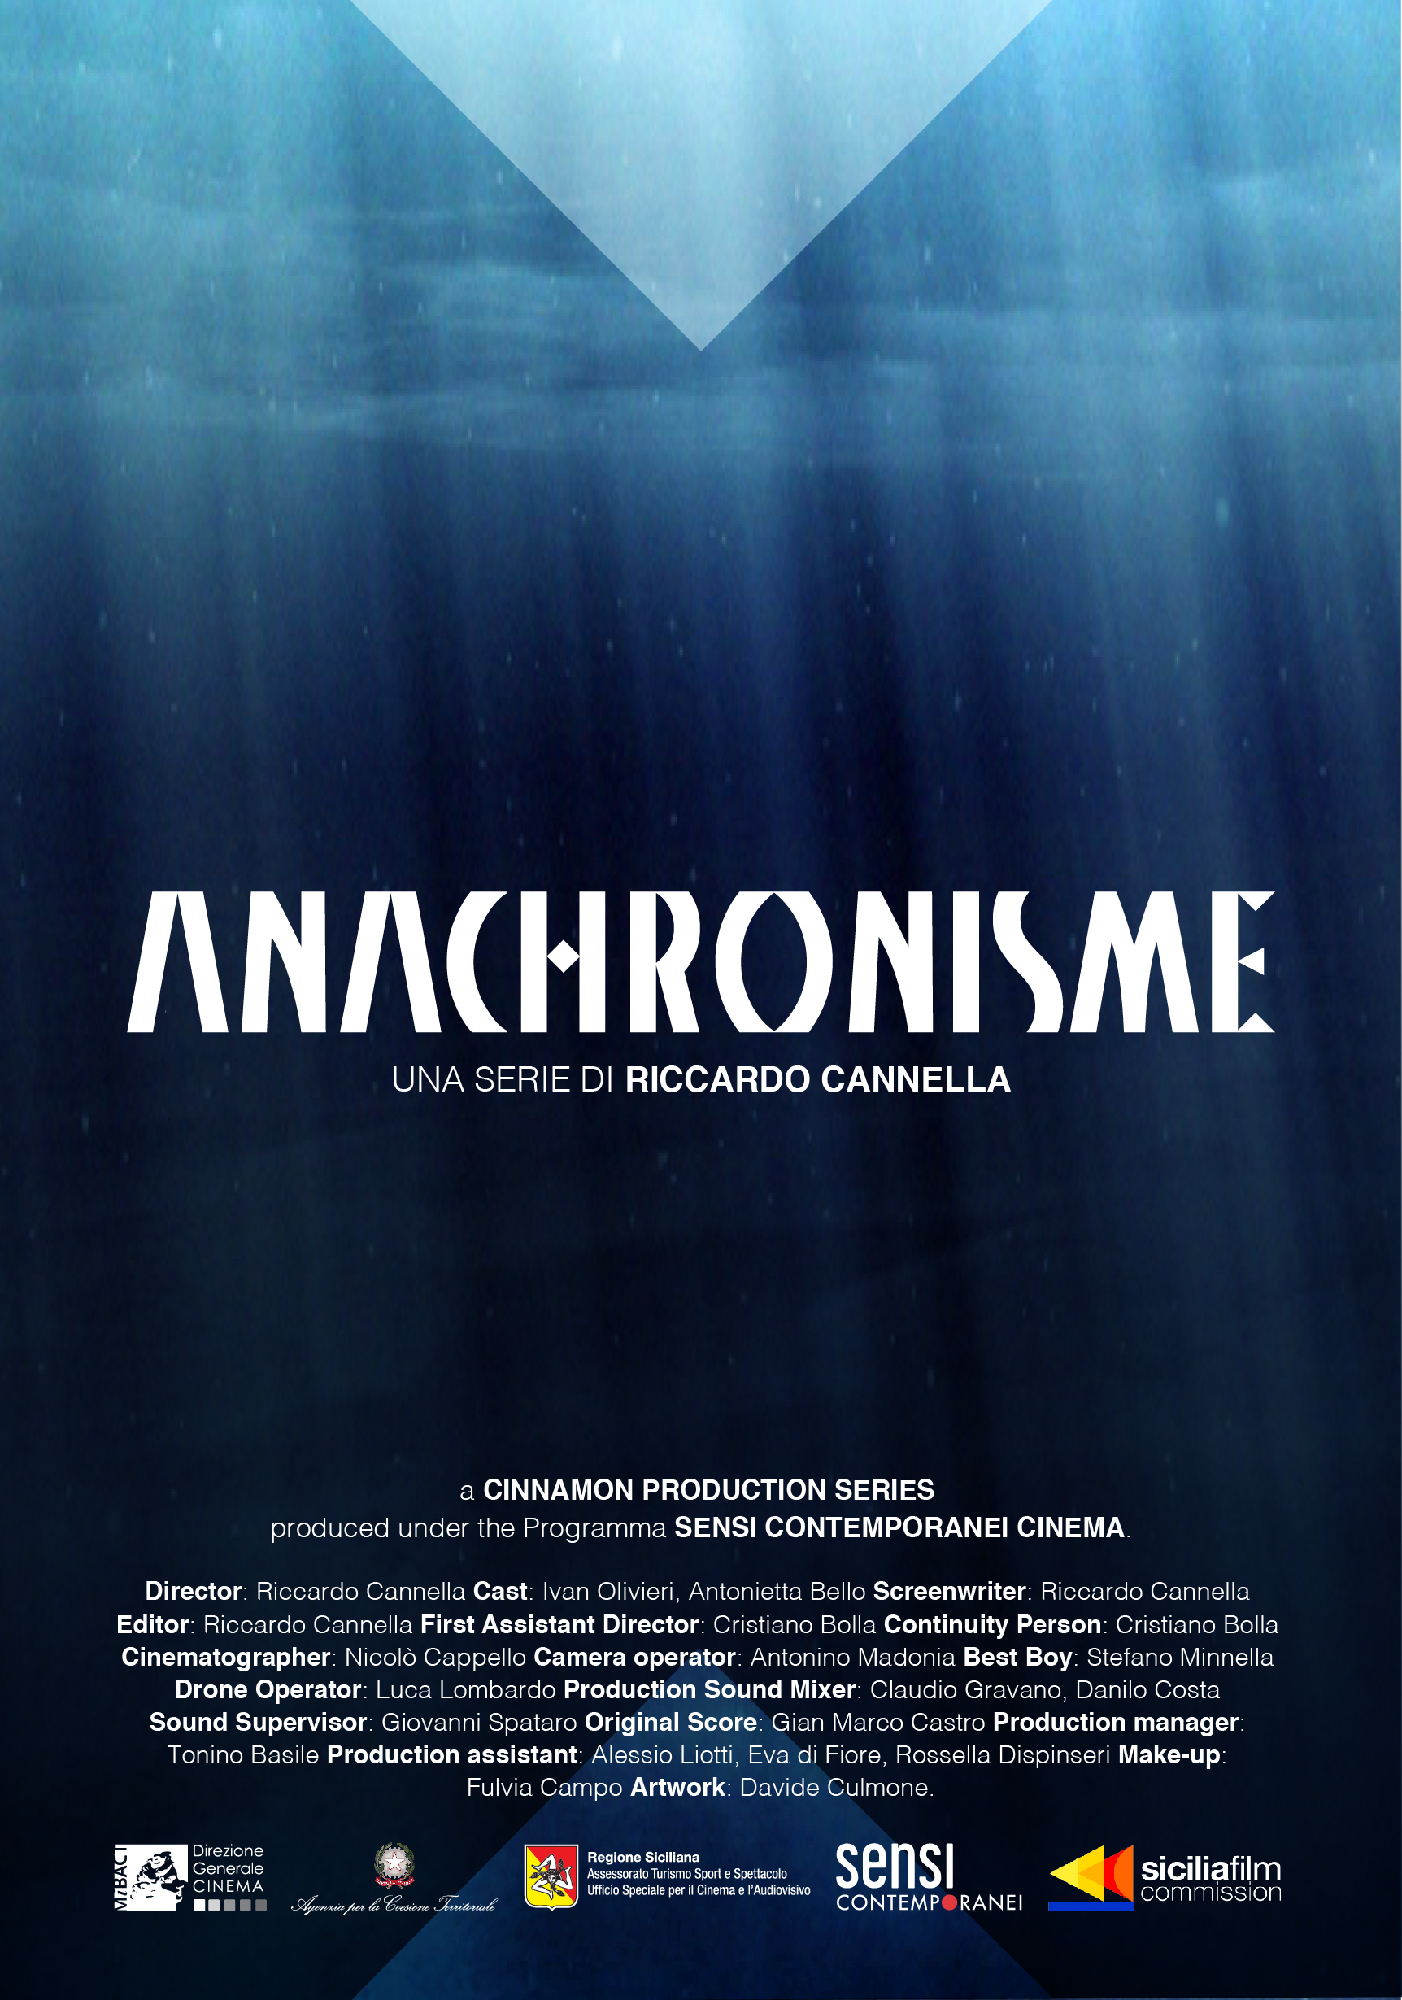 ANACHRONISME
UNA SERIE DI RICCARDO CANNELLA
a CINNAMON PRODUCTION SERIES
produced under the Programma SENSI CONTEMPORANEI CINEMA.
Director: Riccardo Cannella Cast: Ivan Olivieri, Antonietta Bello Screenwriter: Riccardo Cannella
Editor: Riccardo Cannella First Assistant Director: Cristiano Bolla Continuity Person: Cristiano Bolla
Cinematographer: Nicolò Cappello Camera operator: Antonino Madonia Best Boy: Stefano Minnella
Drone Operator: Luca Lombardo Production Sound Mixer: Claudio Gravano, Danilo Costa
Sound Supervisor: Giovanni Spataro Original Score: Gian Marco Castro Production manager:
Tonino Basile Production assistant: Alessio Liotti, Eva di Fiore, Rossella Dispinseri Make-up:
Fulvia Campo Artwork: Davide Culmone.
MiBACT
Direzione
Generale
CINEMA
Agenzia per la Coesione Territoriale
Regione Siciliana
Assessorato Turismo Sport e Spettacolo
Ufficio Speciale per il Cinema e l'Audiovisivo
sensi
CONTEMPORANEI
siciliafilm
commission